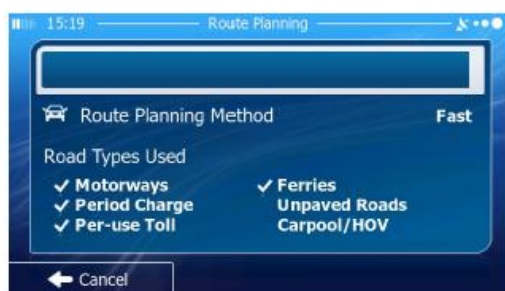 15:19 Route Planning
Route Planning Method Fast
Road Types Used
✓ Motorways ✓ Ferries
✓ Period Charge Unpaved Roads
✓ Per-use Toll Carpool/HOV
Cancel